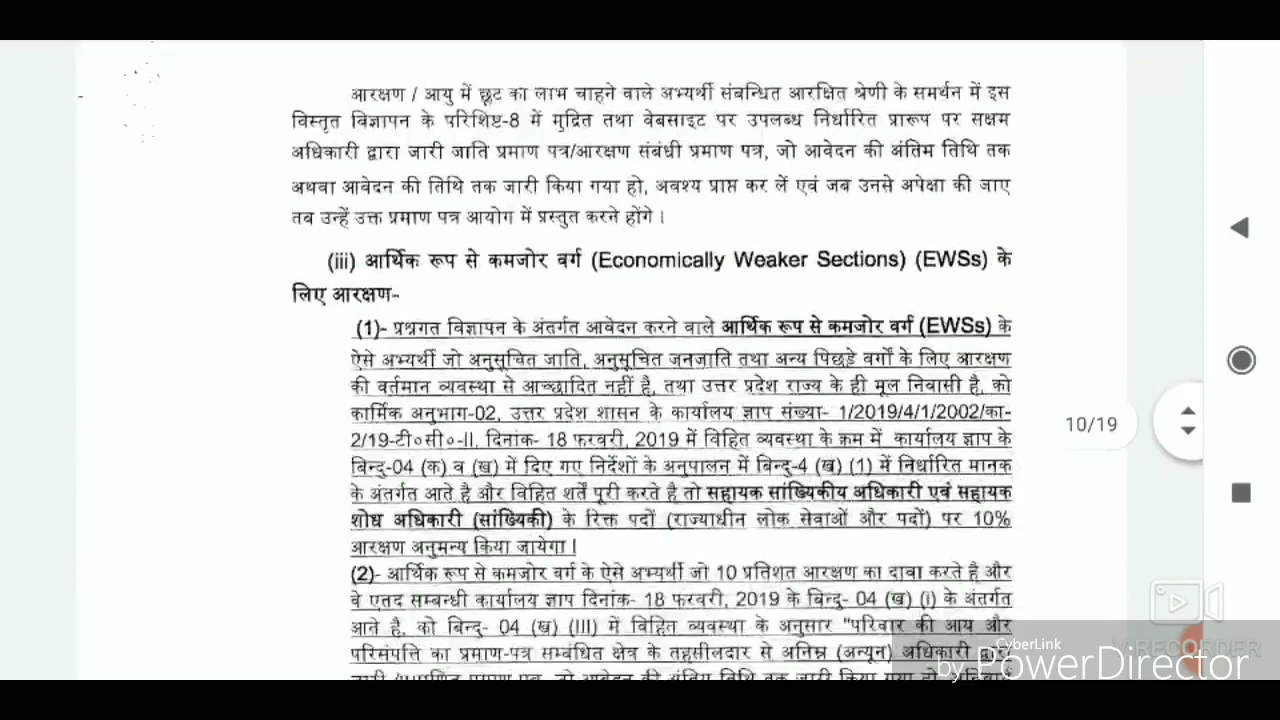 आरक्षण / आयु में छूट का लाभ चाहने वाले अभ्यर्थी संबन्धित आरक्षित श्रेणी के समर्थन में इस
विस्तृत विज्ञापन के परिशिष्ट-8 में मुद्रित तथा वेबसाइट पर उपलब्ध निर्धारित प्रारूप पर सक्षम
अधिकारी द्वारा जारी जाति प्रमाण पत्र/आरक्षण संबंधी प्रमाण पत्र, जो आवेदन की अंतिम तिथि तक
अथवा आवेदन की तिथि तक जारी किया गया हो, अवश्य प्राप्त कर लें एवं जब उनसे अपेक्षा की जाए
तब उन्हें उक्त प्रमाण पत्र आयोग में प्रस्तुत करने होंगे।
(iii) आर्थिक रूप से कमजोर वर्ग (Economically Weaker Sections) (EWSs) के
लिए आरक्षण-
(1)- प्रश्नगत विज्ञापन के अंतर्गत आवेदन करने वाले आर्थिक रूप से कमजोर वर्ग (EWSs) के
ऐसे अभ्यर्थी जो अनुसूचित जाति, अनुसूचित जनजाति तथा अन्य पिछड़े वर्गों के लिए आरक्षण
की वर्तमान व्यवस्था से आच्छादित नहीं है, तथा उत्तर प्रदेश राज्य के ही मूल निवासी है, को
कार्मिक अनुभाग-02, उत्तर प्रदेश शासन के कार्यालय ज्ञाप संख्या- 1/2019/4/1/2002/का-
2/19-टी०सी०-II, दिनांक- 18 फरवरी, 2019 में विहित व्यवस्था के क्रम में कार्यालय ज्ञाप के
बिन्दु-04 (क) व (ख) में दिए गए निर्देशों के अनुपालन में बिन्दु-4 (ख) (1) में निर्धारित मानक
के अंतर्गत आते है और विहित शर्ते पूरी करते है तो सहायक सांख्यिकीय अधिकारी एवं सहायक
शोध अधिकारी (सांख्यिकी) के रिक्त पदों (राज्याधीन लोक सेवाओं और पदों) पर 10%
आरक्षण अनुमन्य किया जायेगा।
(2)- आर्थिक रूप से कमजोर वर्ग के ऐसे अभ्यर्थी जो 10 प्रतिशत आरक्षण का दावा करते है और
वे एतद सम्बन्धी कार्यालय ज्ञाप दिनांक- 18 फरवरी, 2019 के बिन्दु- 04 (ख) (i) के अंतर्गत
आते है, को बिन्दु- 04 (ख) (III) में विहित व्यवस्था के अनुसार "परिवार की आय और
परिसंपत्ति का प्रमाण-पत्र सम्बंधित क्षेत्र के तहसीलदार से अनिम्न (अन्यून) अधिकारी द्वारा
10/19
RECORDER
CyberLink
by PowerDirector